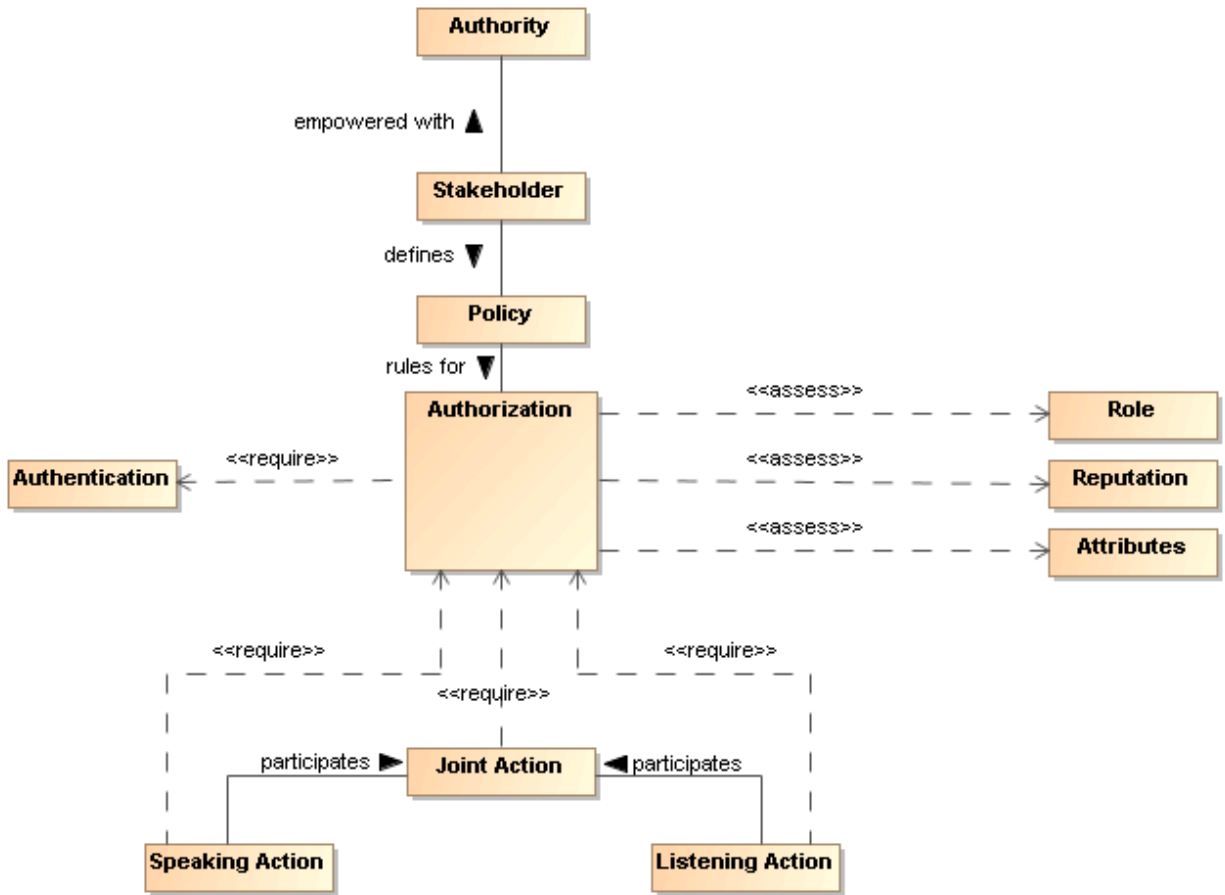 Authority
empowered with
Stakeholder
defines
Policy
rules for
Authorization
<<assess>>
Role
Authentication
<<require>>
<<assess>>
Reputation
<<assess>>
Attributes
<<require>>
<<require>>
<<require>>
participates
Joint Action
participates
Speaking Action
Listening Action